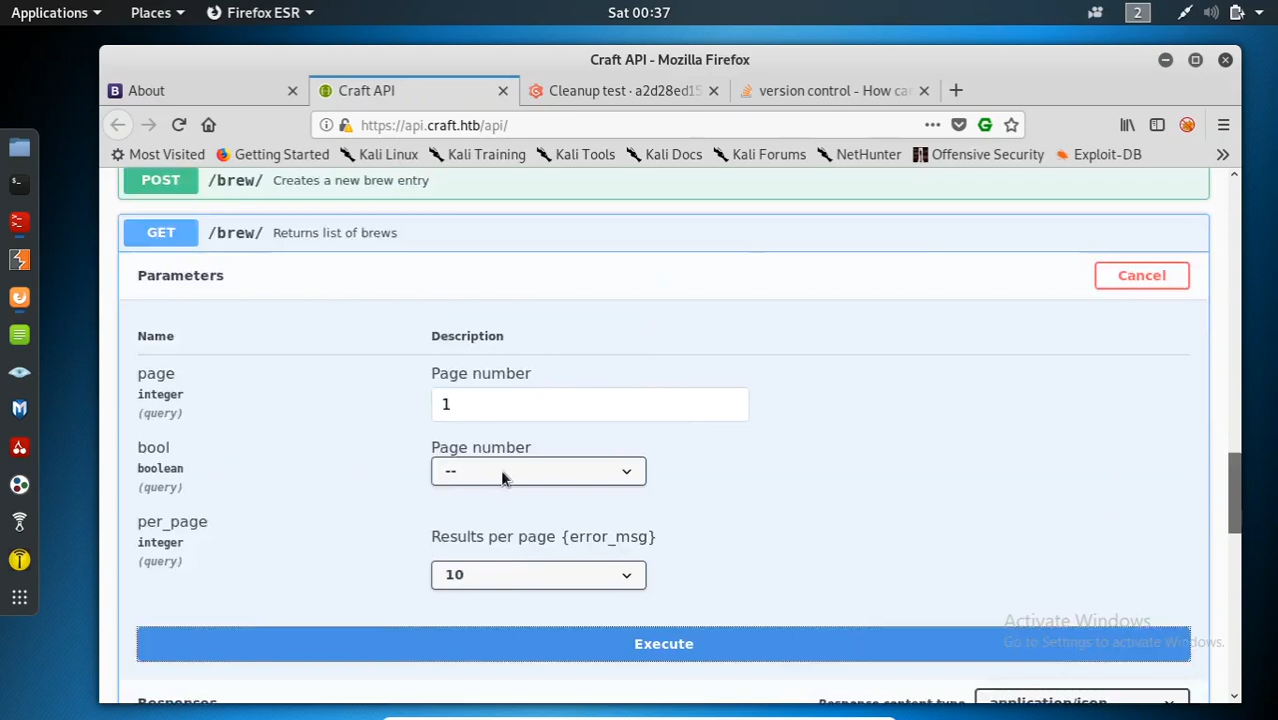 Applications Places Firefox ESR Sat 00:37 2
Craft API - Mozilla Firefox
About Craft API Cleanup test · a2d28ed15 version control - How ca
https://api.craft.htb/api/
Most Visited Getting Started Kali Linux Kali Training Kali Tools Kali Docs Kali Forums NetHunter Offensive Security Exploit-DB
POST /brew/ Creates a new brew entry
GET /brew/ Returns list of brews
Parameters Cancel
Name Description
page Page number
integer 1
(query)
bool Page number
boolean --
(query)
per_page
integer Results per page {error_msg}
(query)
10
Activate Windows
Go to Settings to activate Windows.
Execute
Responses Response content type application/json